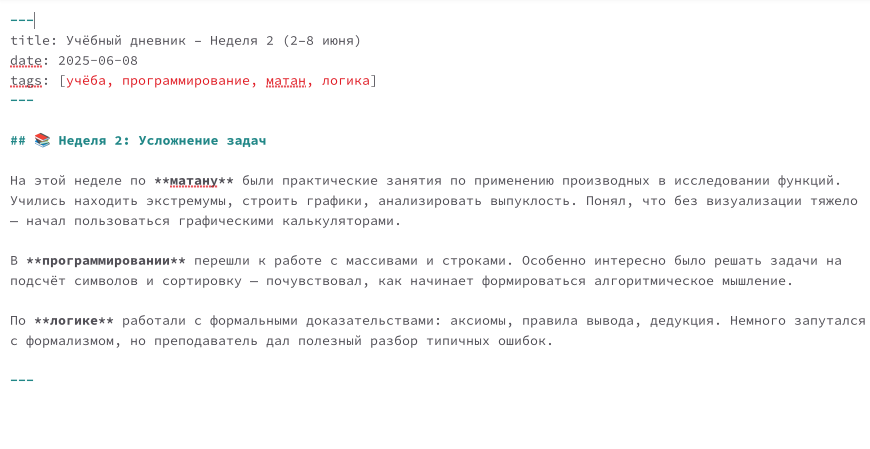 ---
title: Учёбный дневник – Неделя 2 (2–8 июня)
date: 2025-06-08
tags: [учёба, программирование, матан, логика]
---
## 📚 Неделя 2: Усложнение задач
На этой неделе по **матану** были практические занятия по применению производных в исследовании функций.
Учились находить экстремумы, строить графики, анализировать выпуклость. Понял, что без визуализации тяжело
— начал пользоваться графическими калькуляторами.
В **программировании** перешли к работе с массивами и строками. Особенно интересно было решать задачи на
подсчёт символов и сортировку — почувствовал, как начинает формироваться алгоритмическое мышление.
По **логике** работали с формальными доказательствами: аксиомы, правила вывода, дедукция. Немного запутался
с формализмом, но преподаватель дал полезный разбор типичных ошибок.
---